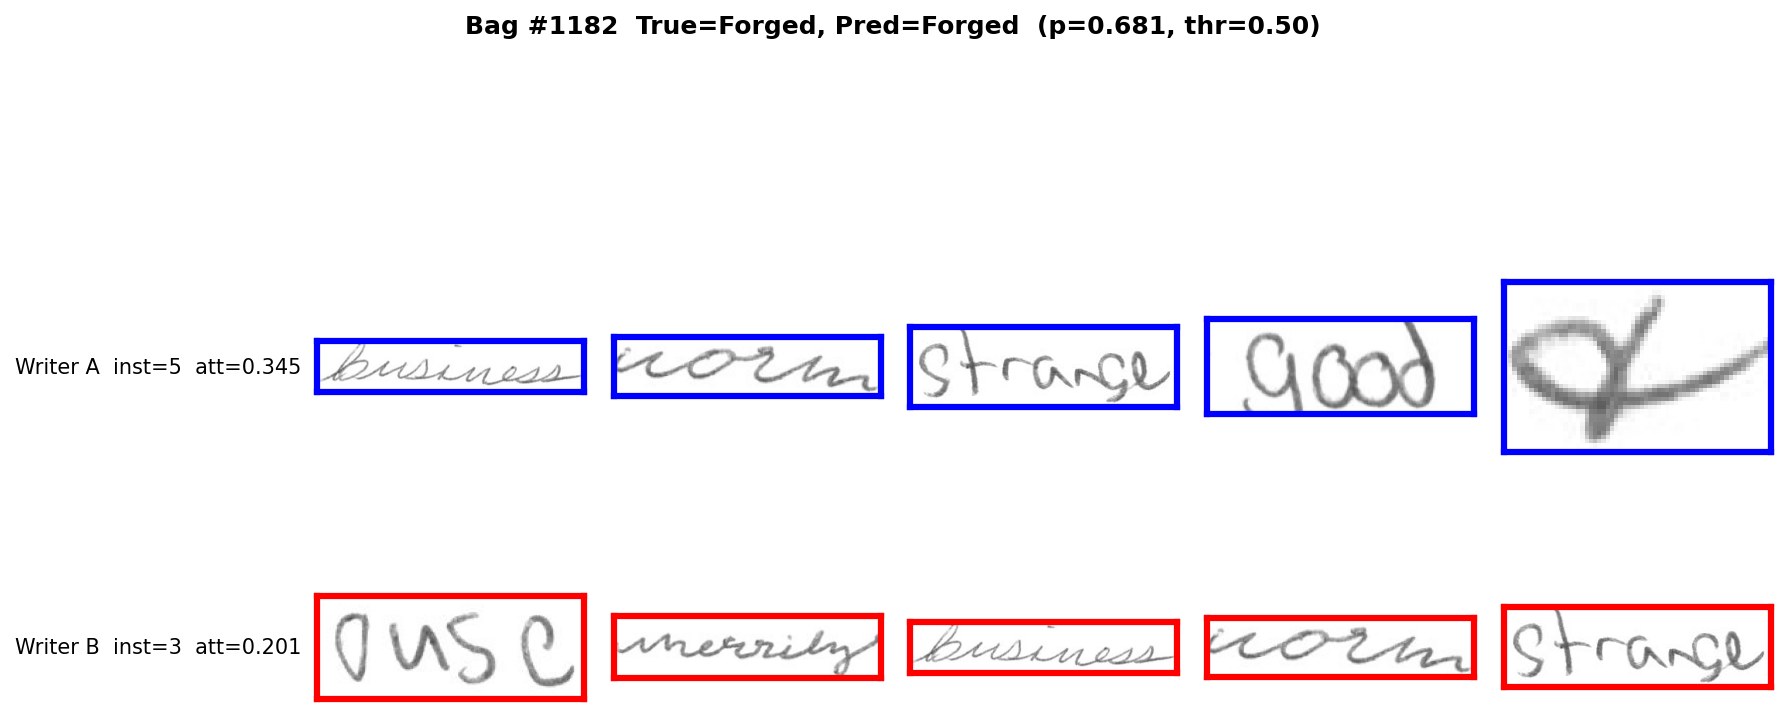 Bag #1182  True=Forged, Pred=Forged  (p=0.681, thr=0.50)
Writer A  inst=5  att=0.345 business worm strange good
Writer B  inst=3  att=0.201 ousc merrily business worm strange